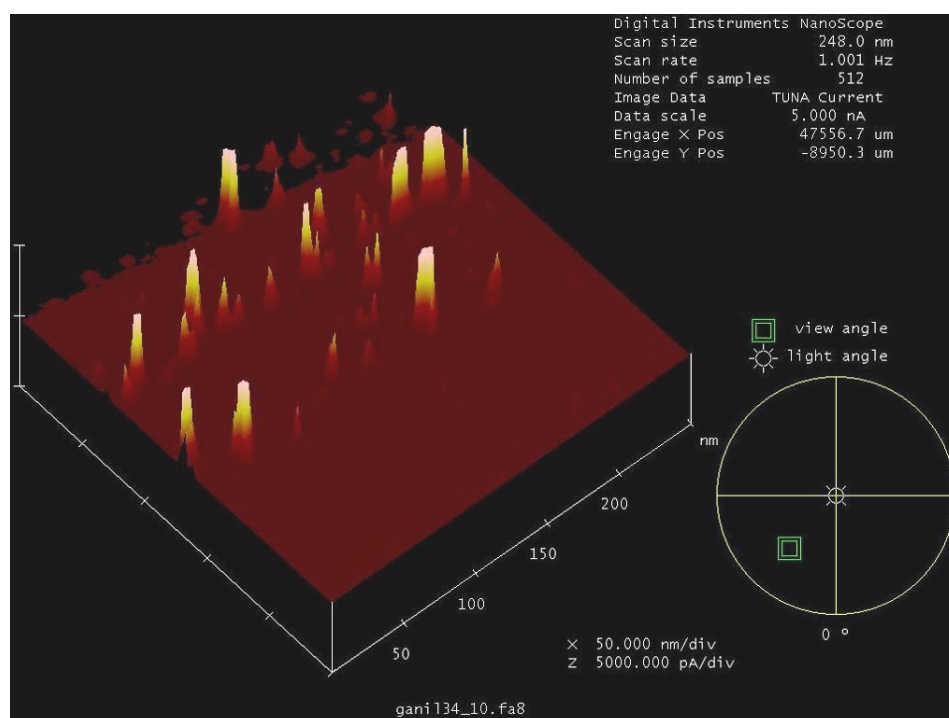 Digital Instruments NanoScope
Scan size 248.0 nm
Scan rate 1.001 Hz
Number of samples 512
Image Data TUNA Current
Data scale 5.000 nA
Engage X Pos 47556.7 um
Engage Y Pos -8950.3 um
view angle
light angle
nm
200
150
100
50
0 º
X 50.000 nm/div
Z 5000.000 pA/div
ganil34_10.fa8